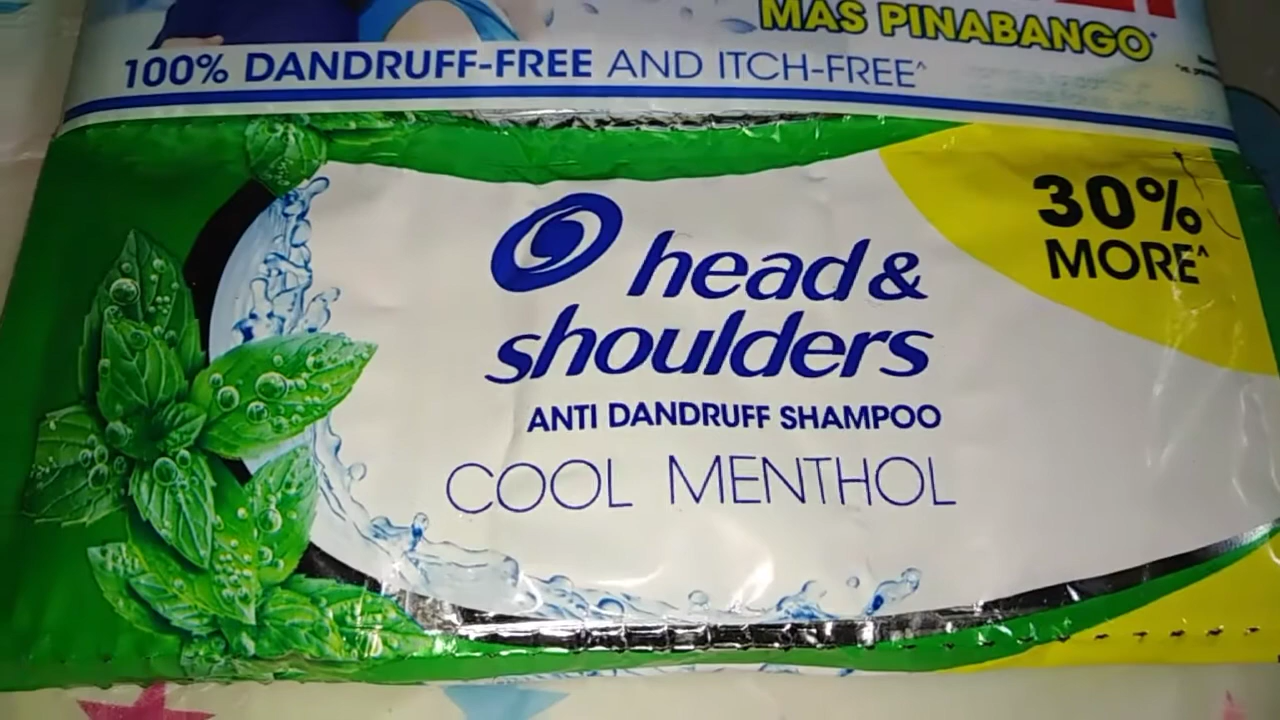 MAS PINABANGO*
100% DANDRUFF-FREE AND ITCH-FREE^
30%
MORE^
head &
shoulders
ANTI DANDRUFF SHAMPOO
COOL MENTHOL